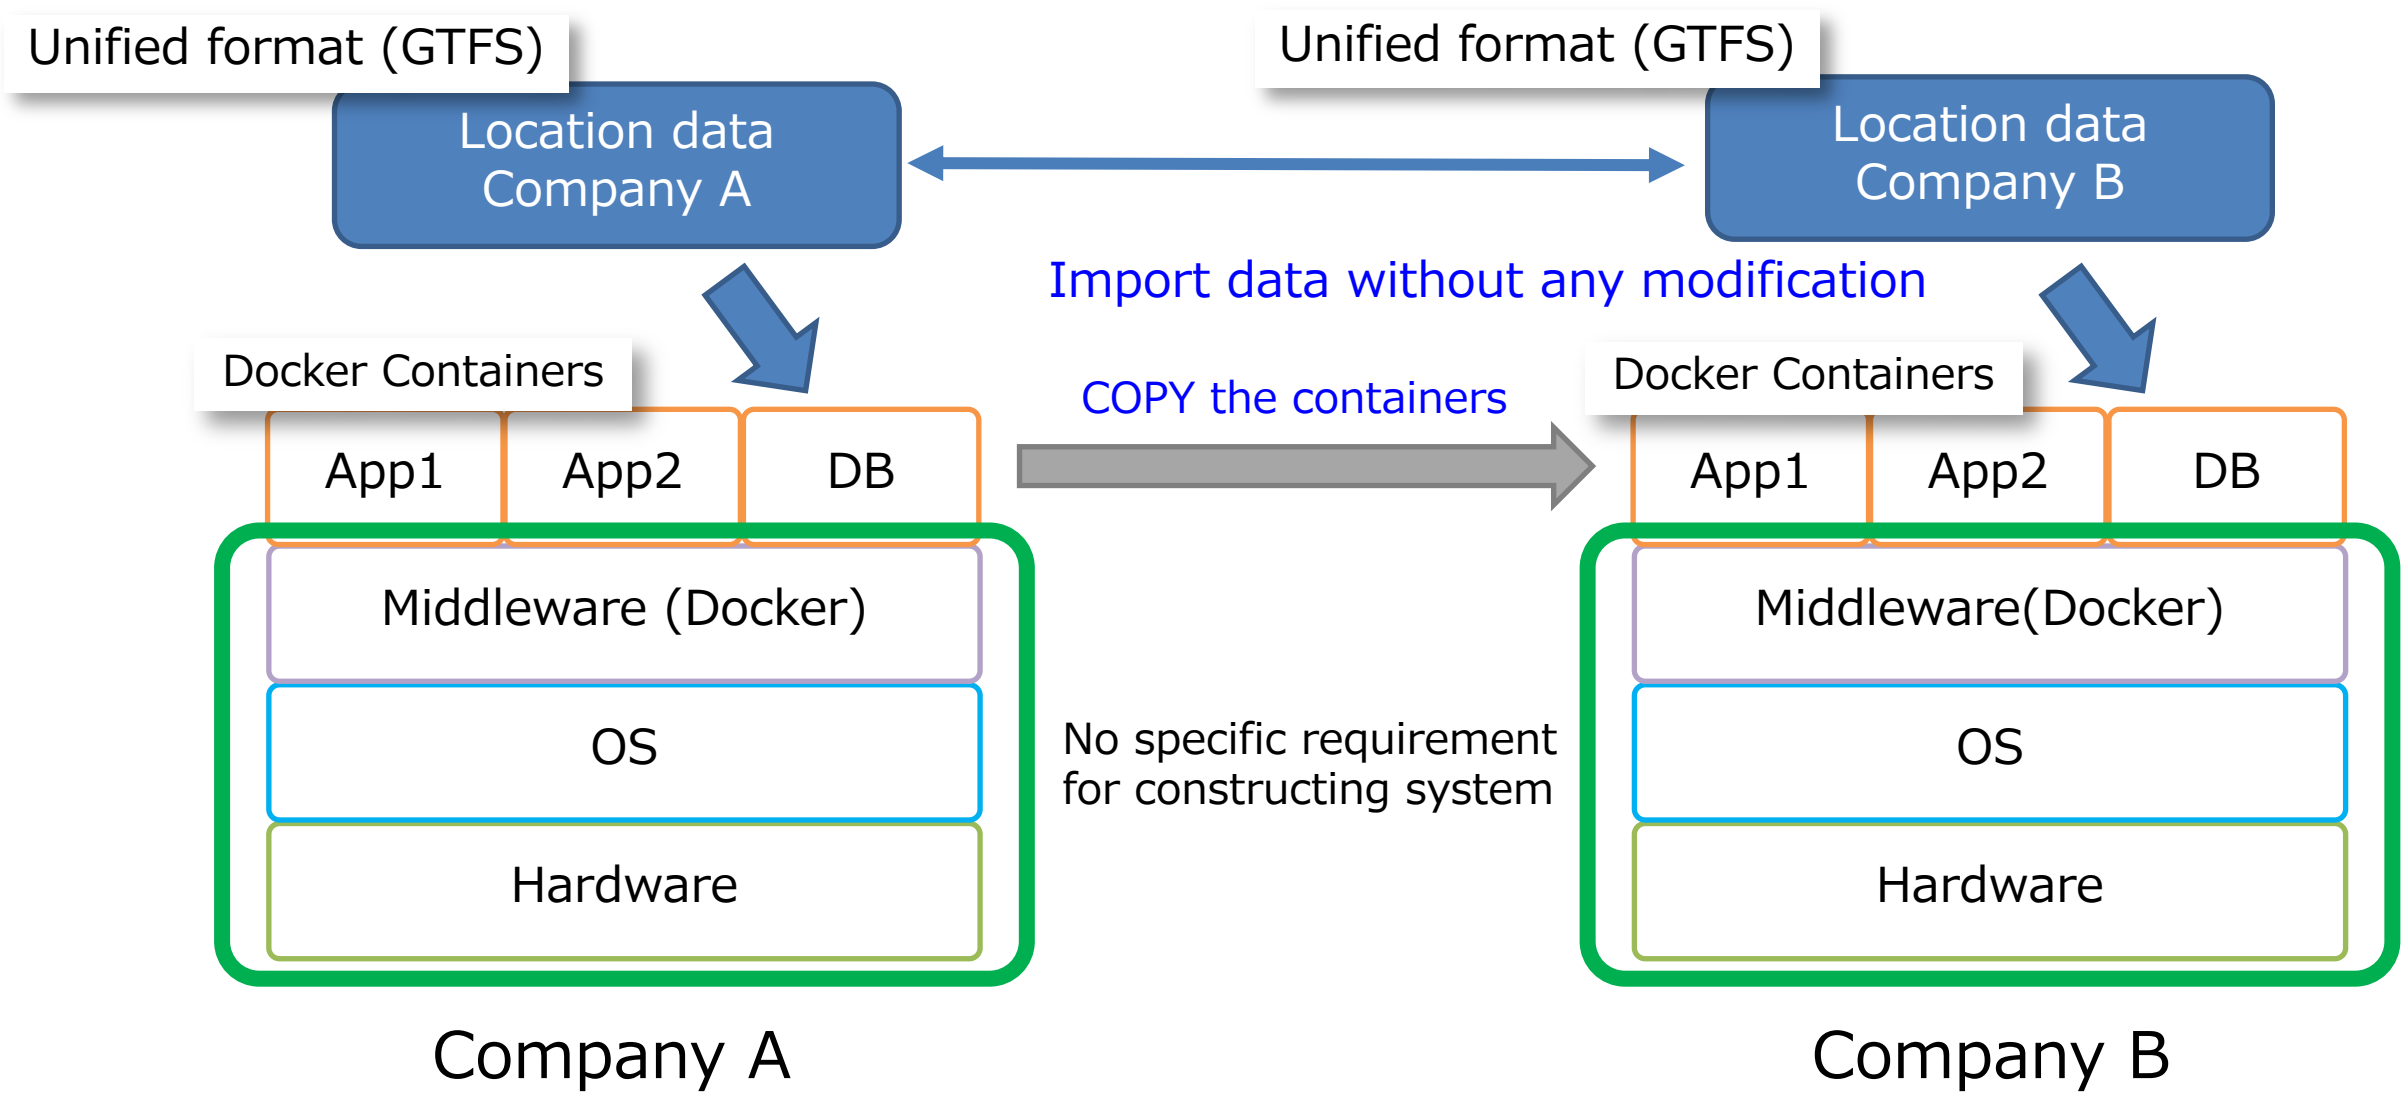 Unified format (GTFS)
Unified format (GTFS)
Location data
Company A
Location data
Company B
Import data without any modification
Docker Containers
COPY the containers
Docker Containers
App1
App2
DB
App1
App2
DB
Middleware (Docker)
Middleware(Docker)
OS
No specific requirement
for constructing system
OS
Hardware
Hardware
Company A
Company B